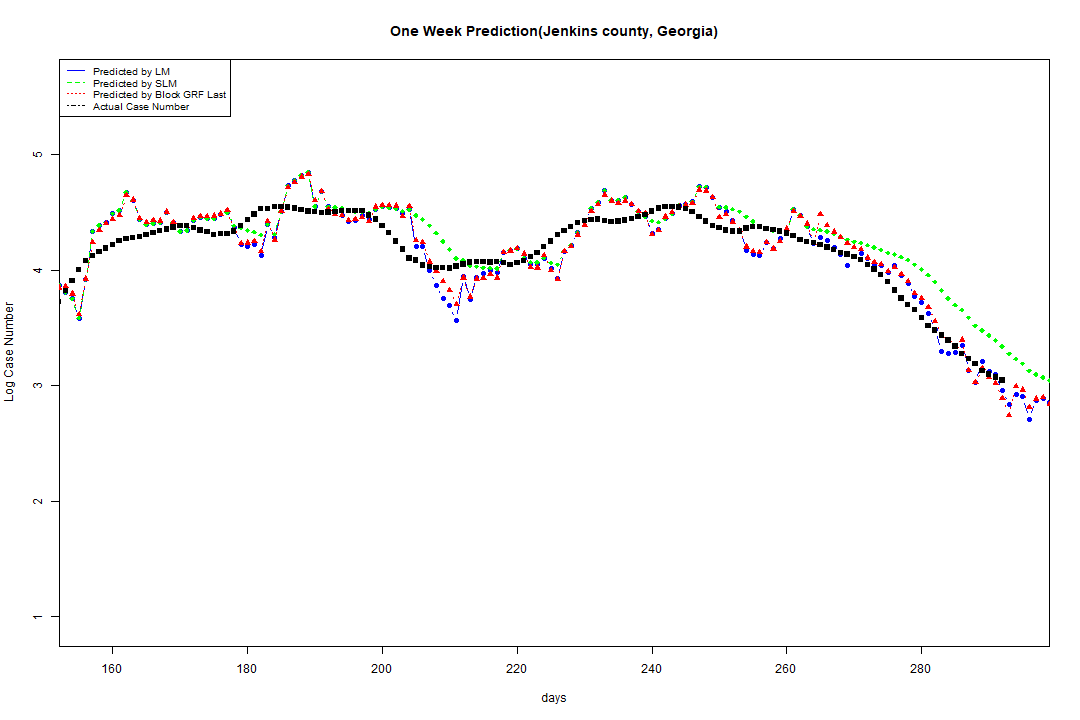 One Week Prediction(Jenkins county, Georgia)
Predicted by LM
Predicted by SLM
Predicted by Block GRF Last
Actual Case Number
5
4
3
2
1
Log Case Number
160 180 200 220 240 260 280
days